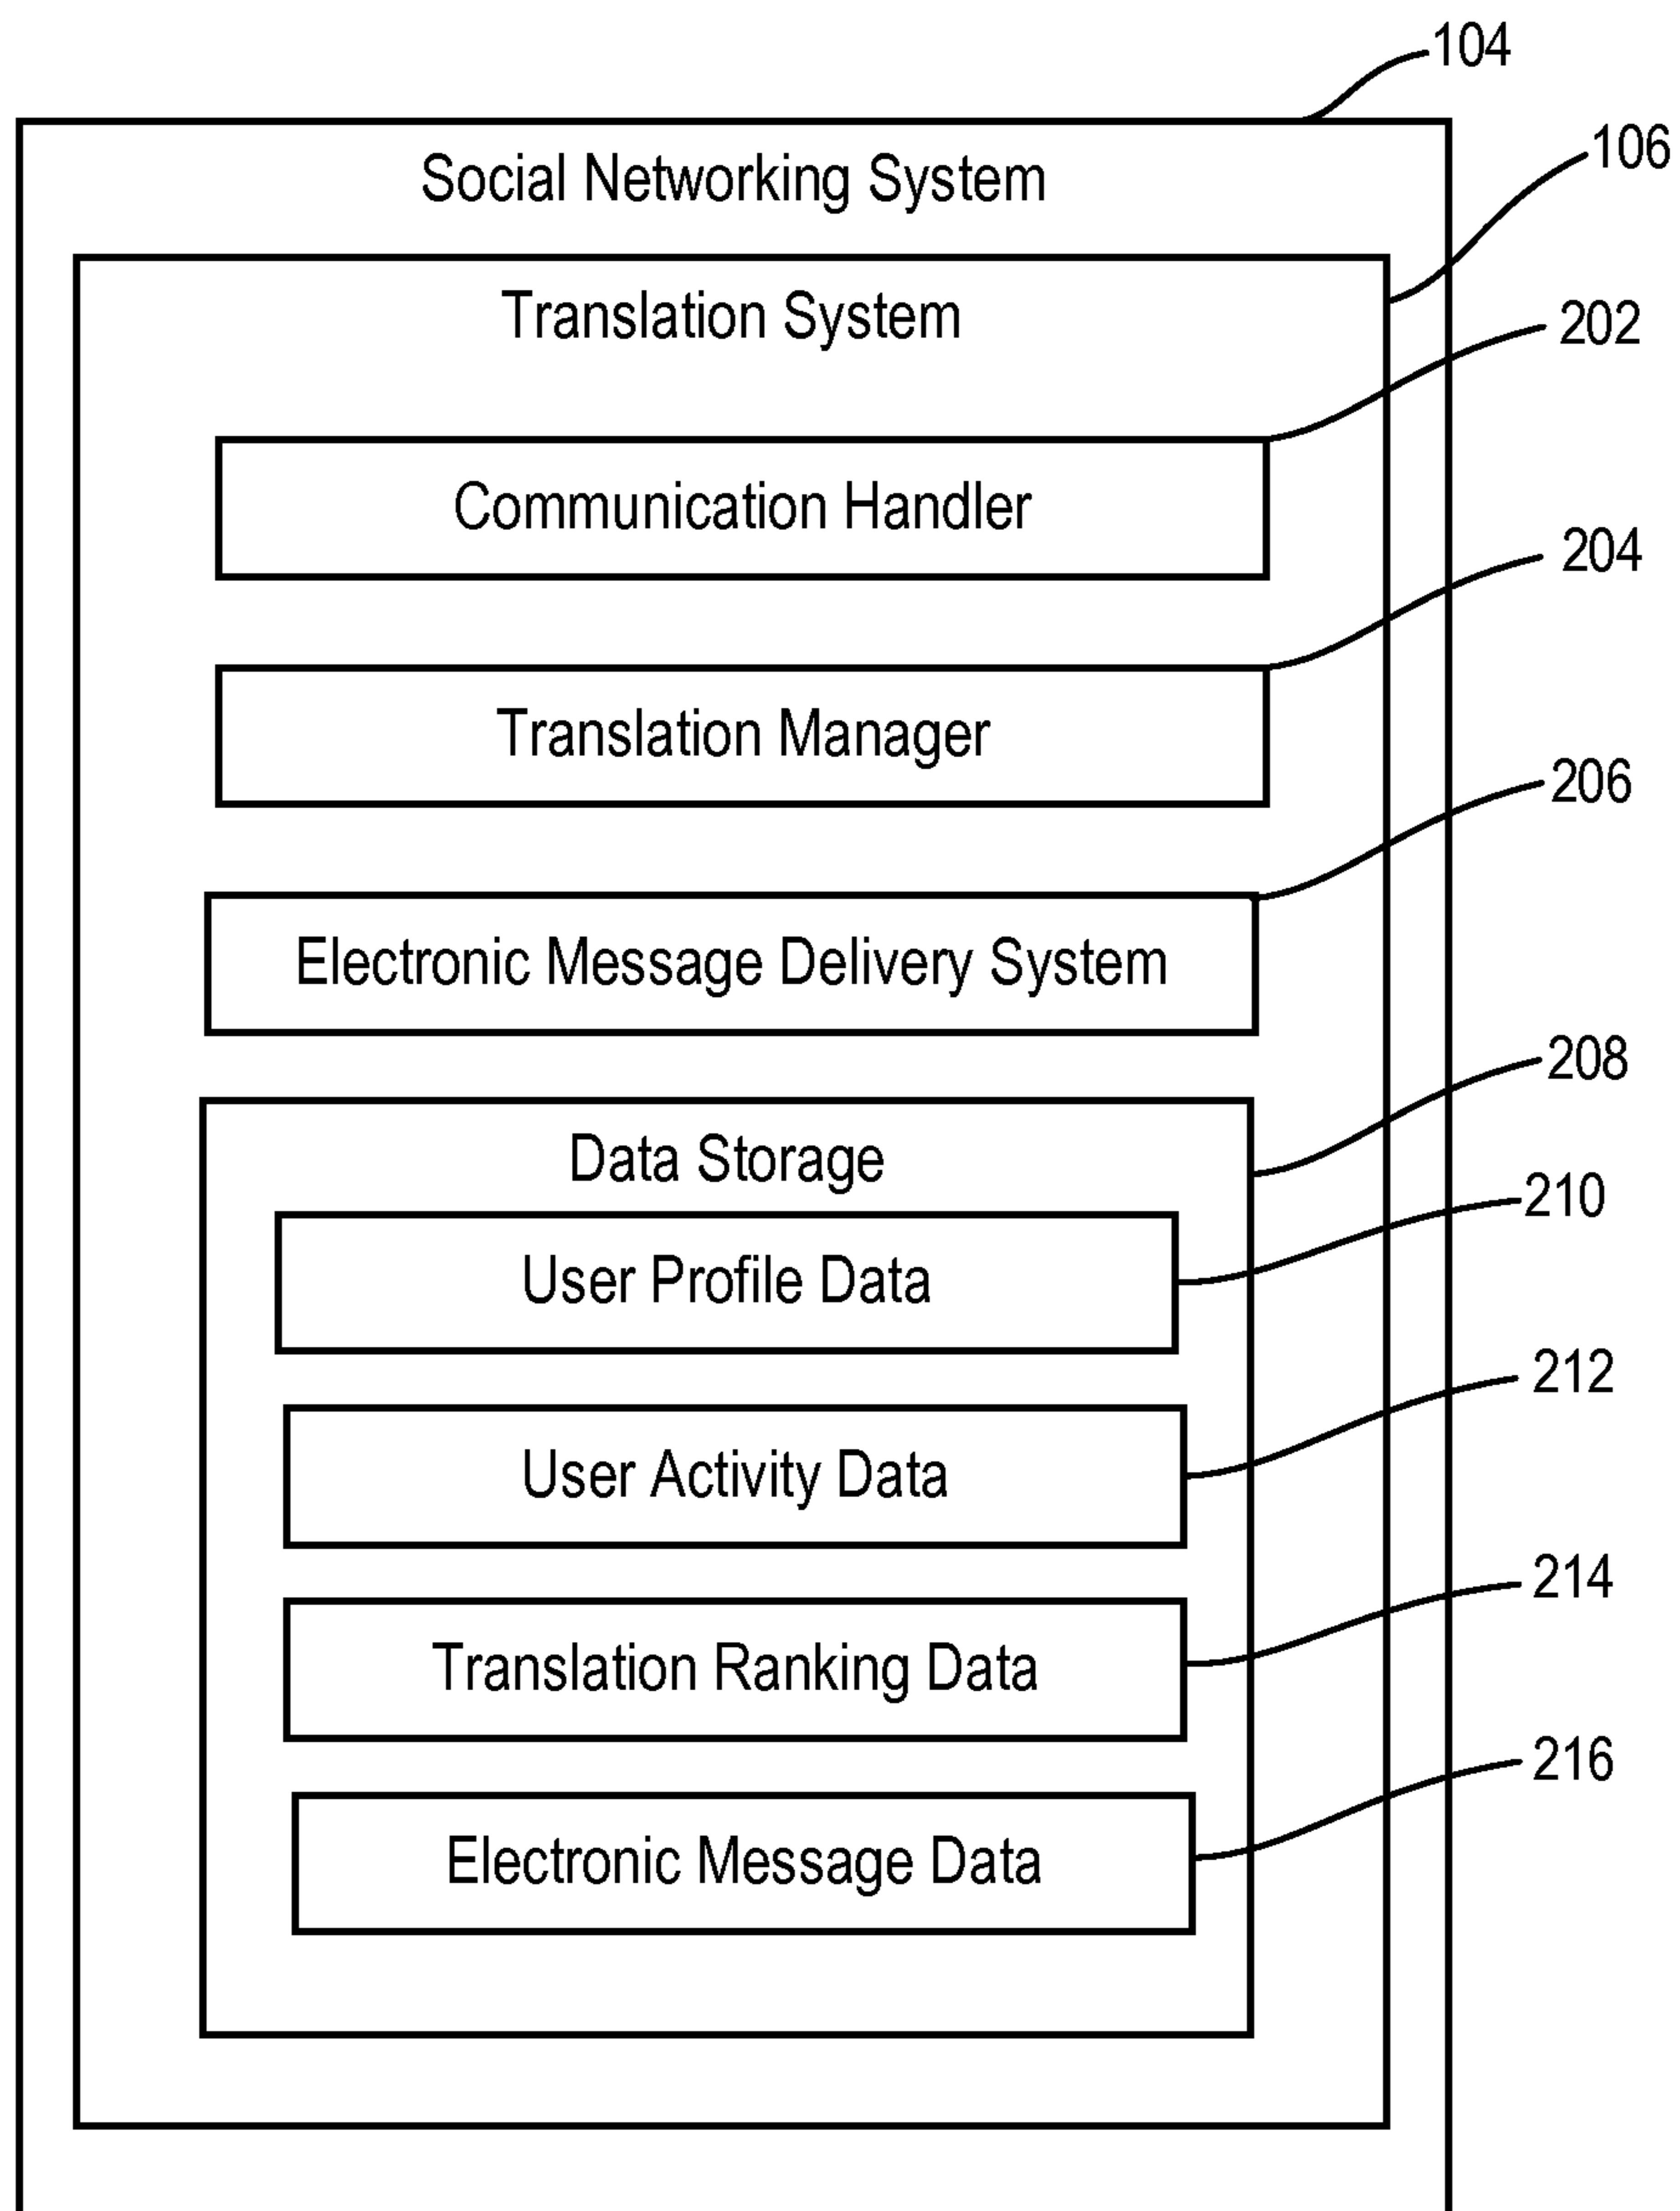 104
Social Networking System
106
Translation System
202
Communication Handler
204
Translation Manager
206
Electronic Message Delivery System
208
Data Storage
210
User Profile Data
212
User Activity Data
214
Translation Ranking Data
216
Electronic Message Data